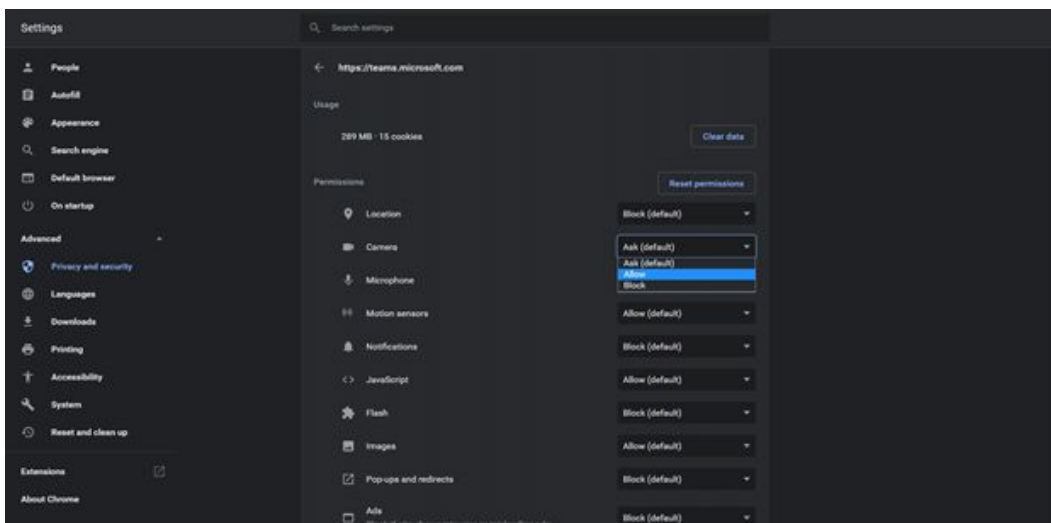 Settings
Search settings
People
Autofill
Appearance
Search engine
Default browser
On startup
Advanced
Privacy and security
Languages
Downloads
Printing
Accessibility
System
Reset and clean up
Extensions
About Chrome
https://teams.microsoft.com
Usage
289 MB · 15 cookies
Clear data
Permissions
Reset permissions
Location
Block (default)
Camera
Ask (default)
Ask (default)
Allow
Block
Microphone
Motion sensors
Allow (default)
Notifications
Block (default)
JavaScript
Allow (default)
Flash
Block (default)
Images
Allow (default)
Pop-ups and redirects
Block (default)
Ads
Block (default)